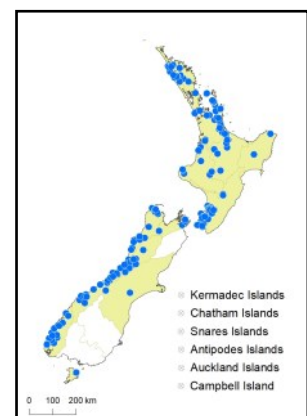 Kermadec Islands
Chatham Islands
Snares Islands
Antipodes Islands
Auckland Islands
Campbell Island
0 100 200 km